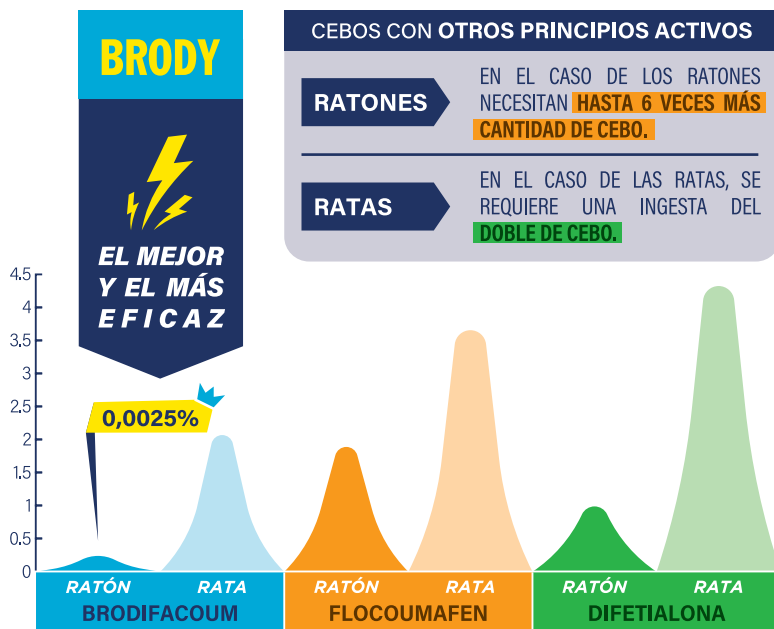 BRODY
EL MEJOR
Y EL MÁS
EFICAZ
CEBOS CON OTROS PRINCIPIOS ACTIVOS
RATONES
EN EL CASO DE LOS RATONES
NECESITAN HASTA 6 VECES MÁS
CANTIDAD DE CEBO.
RATAS
EN EL CASO DE LAS RATAS, SE
REQUIERE UNA INGESTA DEL
DOBLE DE CEBO.
4.5
4
3.5
3
2.5
2
1.5
1
0.5
0
0,0025%
RATÓN RATA RATÓN RATA RATÓN RATA
BRODIFACOUM FLOCOUMAFEN DIFETIALONA